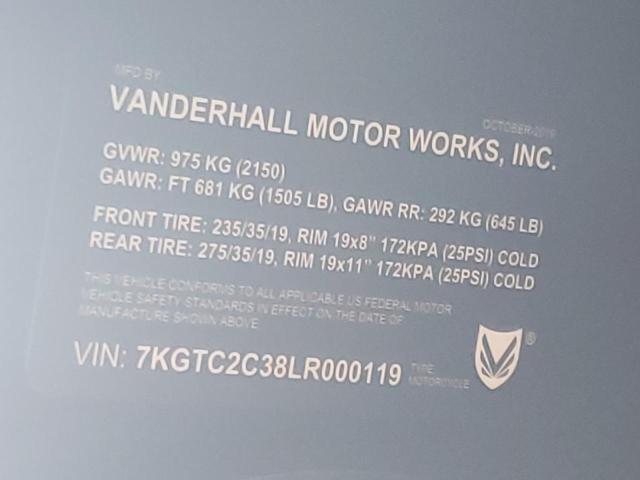 MFD BY
OCTOBER-2019
VANDERHALL MOTOR WORKS, INC.
GVWR: 975 KG (2150)
GAWR: FT 681 KG (1505 LB), GAWR RR: 292 KG (645 LB)
FRONT TIRE: 235/35/19, RIM 19x8” 172KPA (25PSI) COLD
REAR TIRE: 275/35/19, RIM 19x11” 172KPA (25PSI) COLD
THIS VEHICLE CONFORMS TO ALL APPLICABLE US FEDERAL MOTOR
VEHICLE SAFETY STANDARDS IN EFFECT ON THE DATE OF
MANUFACTURE SHOWN ABOVE
VIN: 7KGTC2C38LR000119
TYPE:
MOTORCYCLE
®